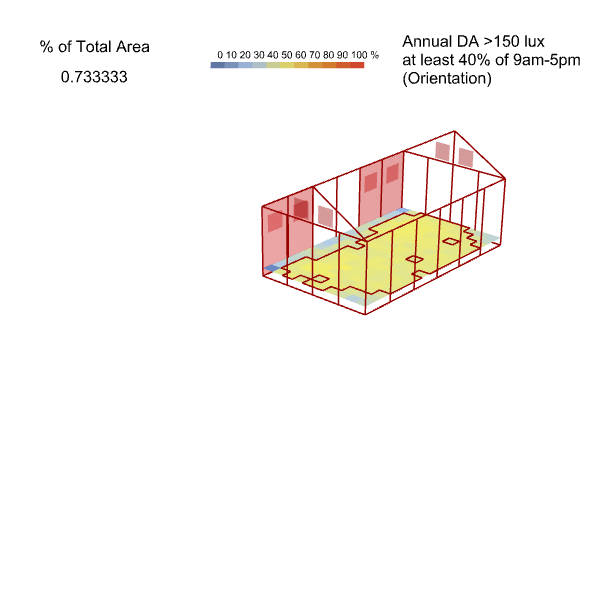 % of Total Area
0.733333
0 10 20 30 40 50 60 70 80 90 100 %
Annual DA >150 lux
at least 40% of 9am-5pm
(Orientation)